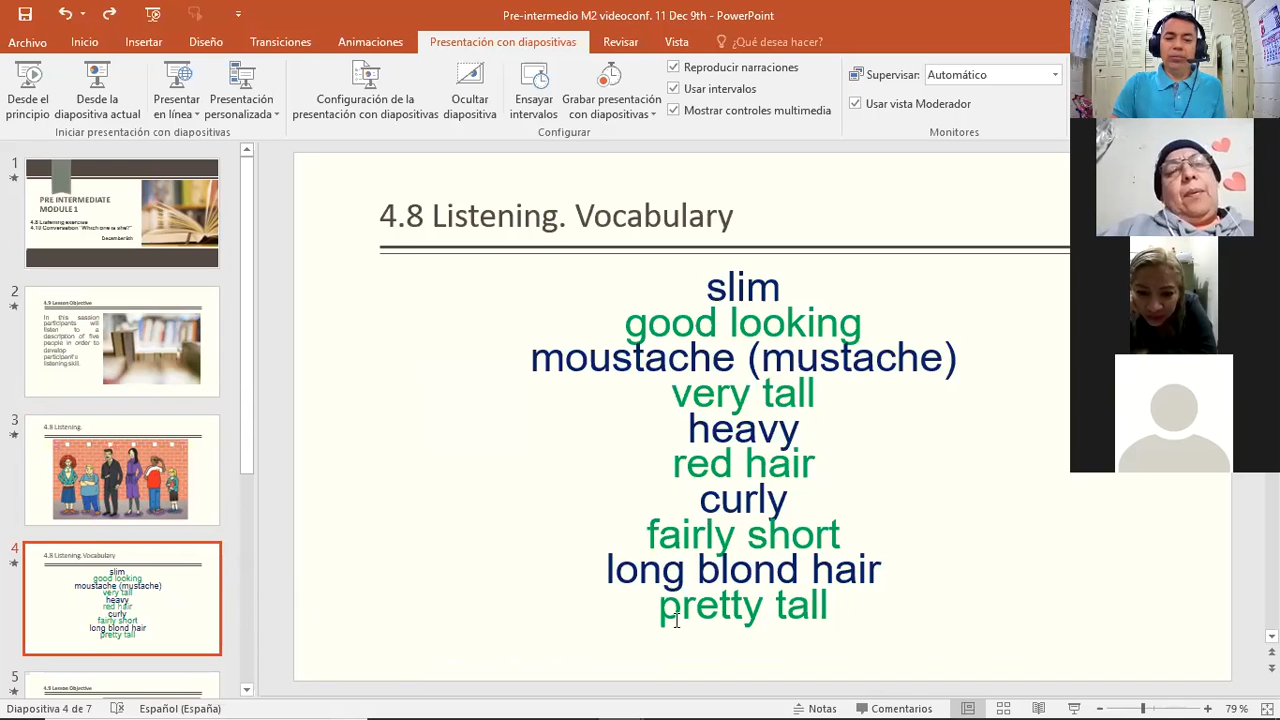 Pre-intermedio M2 videoconf. 11 Dec 9th - PowerPoint
Archivo
Inicio
Insertar
Diseño
Transiciones
Animaciones
Presentación con diapositivas
Revisar
Vista
¿Qué desea hacer?
Desde el
principio
Desde la
diapositiva actual
Presentar
en línea
Presentación
personalizada
Iniciar presentación con diapositivas
Configuración de la
presentación con diapositivas
Ocultar
diapositiva
Ensayar
intervalos
Grabar presentación
con diapositivas
Reproducir narraciones
Usar intervalos
Mostrar controles multimedia
Configurar
Supervisar:
Automático
Usar vista Moderador
Monitores
1
PRE INTERMEDIATE
MODULE 1
4.8 Listening exercise
4.10 Conversation "Which one is she?"
December 9th
2
4.9 Lesson Objective
In this session
participants will
listen to a
description of five
people in order to
develop
participant's
listening skill.
3
4.8 Listening.
4
4.8 Listening. Vocabulary
slim
good looking
moustache (mustache)
very tall
heavy
red hair
curly
fairly short
long blond hair
pretty tall
5
4.9 Lesson Objective
4.8 Listening. Vocabulary
slim
good looking
moustache (mustache)
very tall
heavy
red hair
curly
fairly short
long blond hair
pretty tall
Diapositiva 4 de 7
Español (España)
Notas
Comentarios
79 %